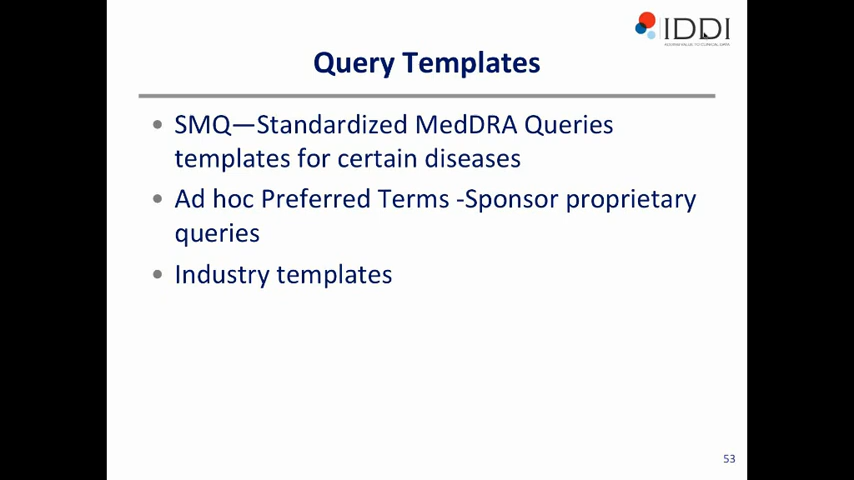 IDDI
Query Templates
• SMQ—Standardized MedDRA Queries
templates for certain diseases
• Ad hoc Preferred Terms -Sponsor proprietary
queries
• Industry templates
53